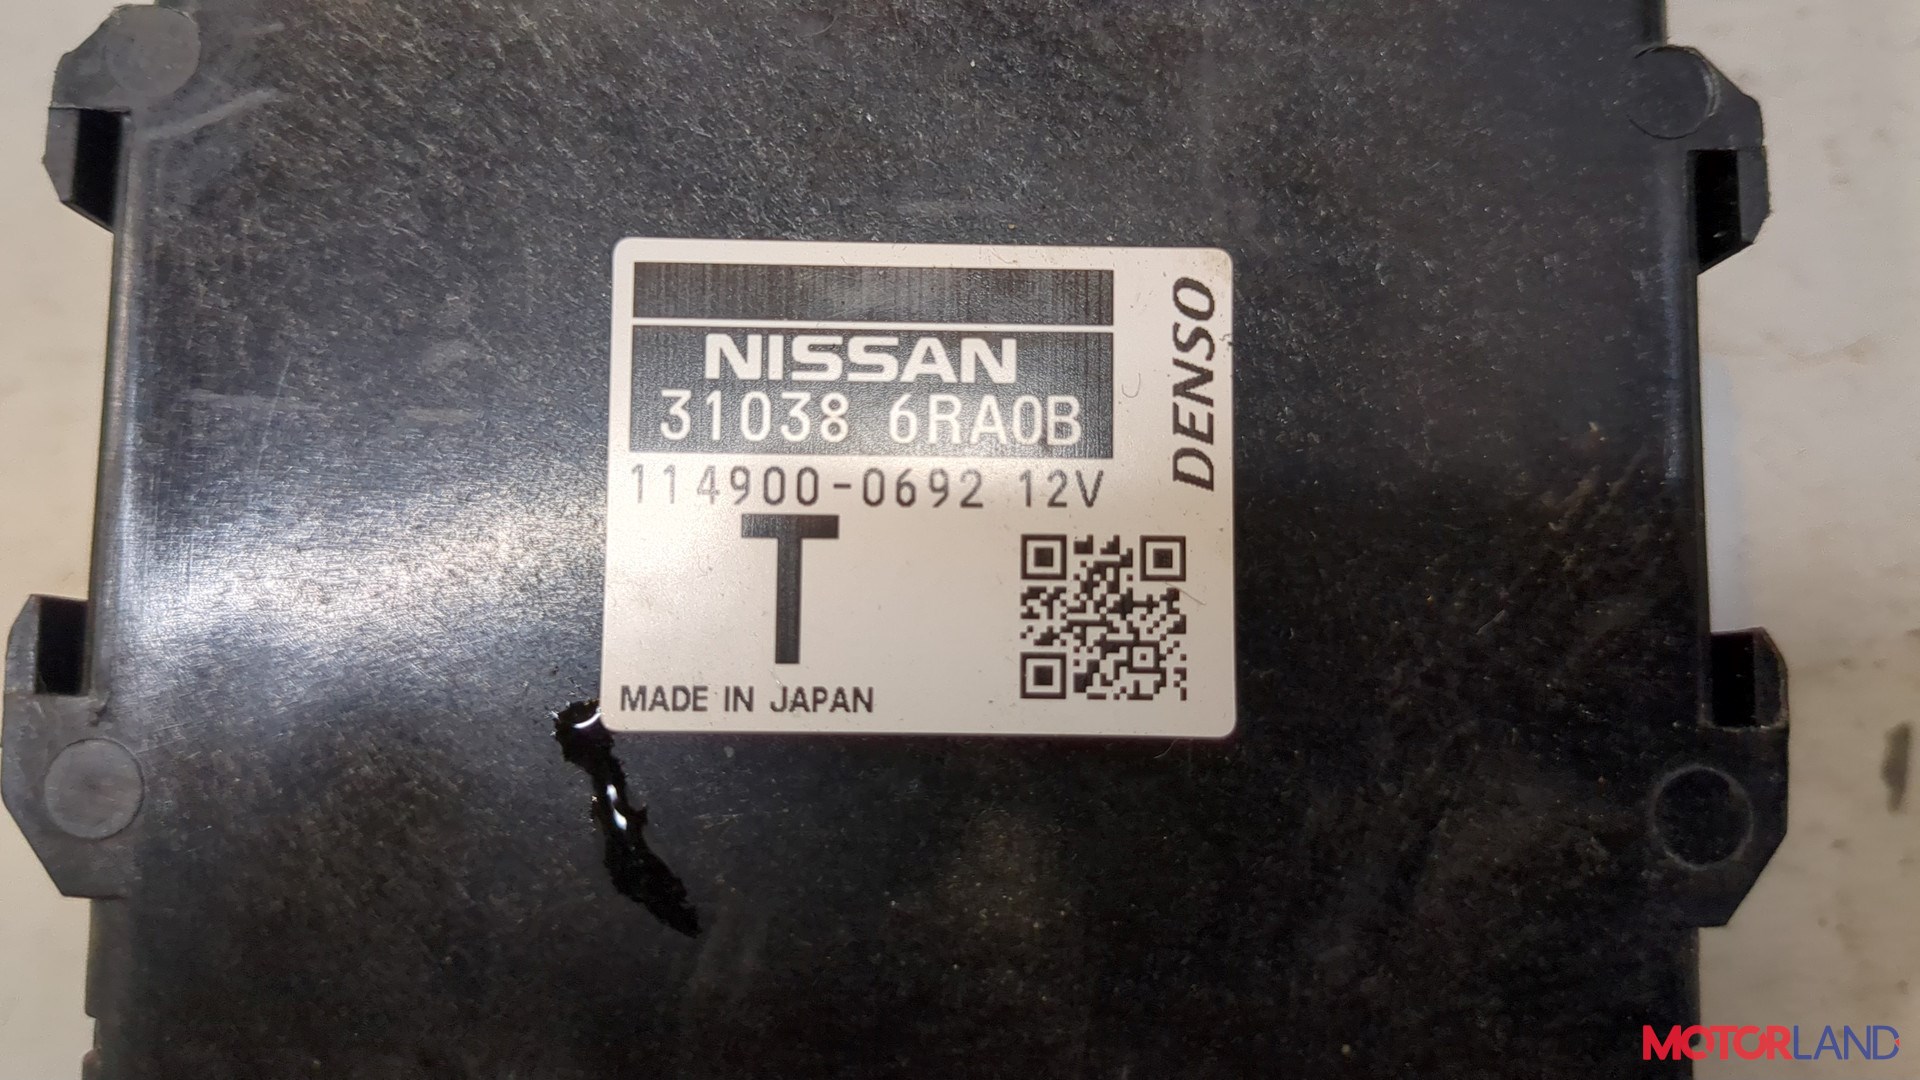 NISSAN
31038 6RA0B
114900-0692 12V
T
MADE IN JAPAN
DENSO
MOTORLAND